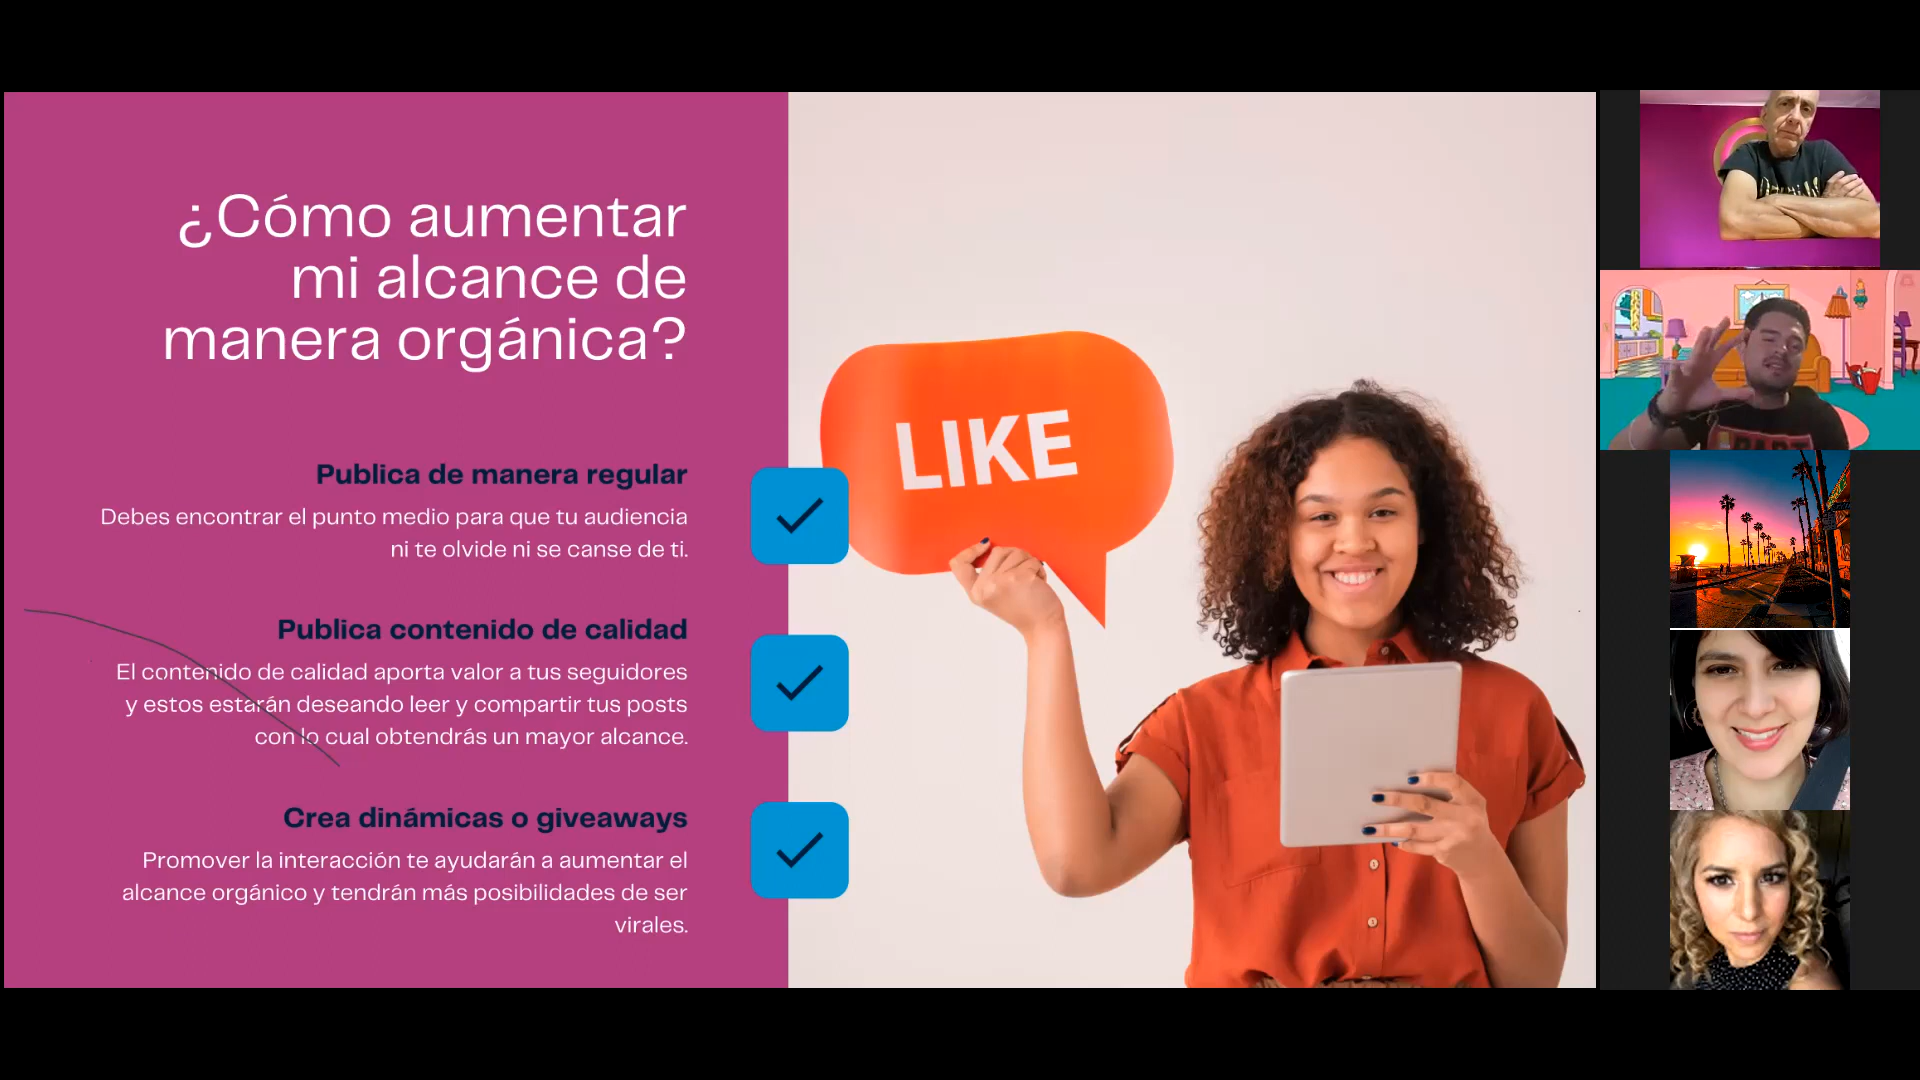 ¿Cómo aumentar
mi alcance de
manera orgánica?
Publica de manera regular
Debes encontrar el punto medio para que tu audiencia
ni te olvide ni se canse de ti.
Publica contenido de calidad
El contenido de calidad aporta valor a tus seguidores
y estos estarán deseando leer y compartir tus posts
con lo cual obtendrás un mayor alcance.
Crea dinámicas o giveaways
Promover la interacción te ayudarán a aumentar el
alcance orgánico y tendrán más posibilidades de ser
virales.
LIKE